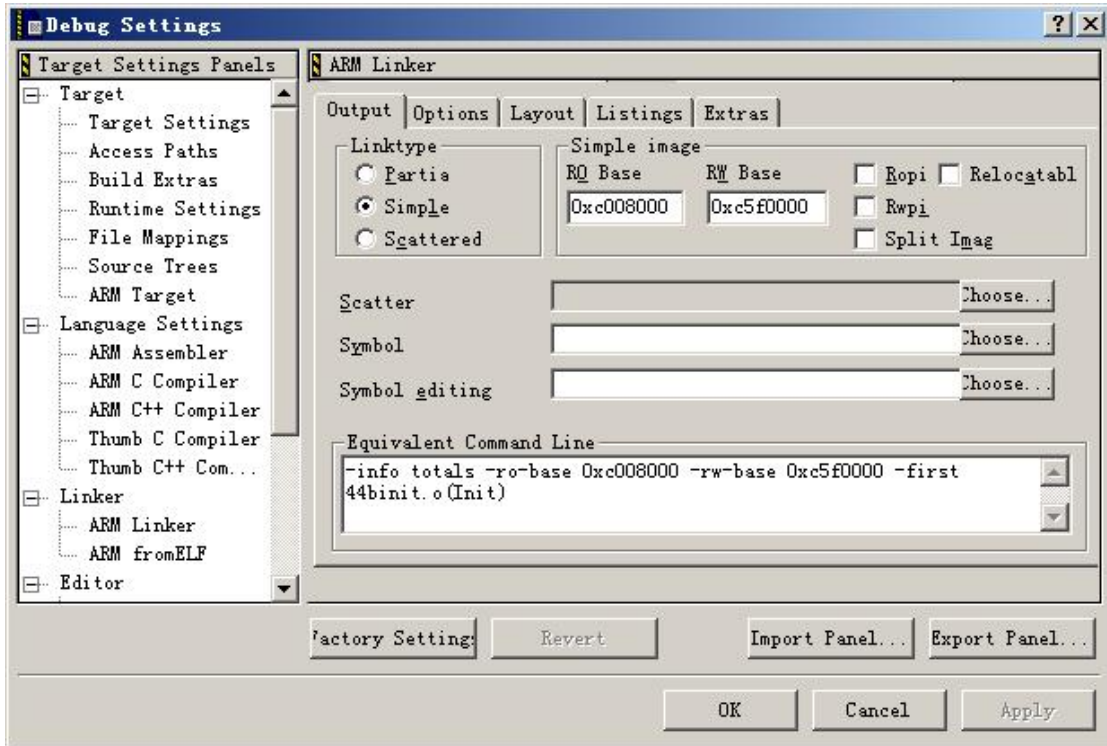 Debug Settings
Target Settings Panels
Target
Target Settings
Access Paths
Build Extras
Runtime Settings
File Mappings
Source Trees
ARM Target
Language Settings
ARM Assembler
ARM C Compiler
ARM C++ Compiler
Thumb C Compiler
Thumb C++ Com...
Linker
ARM Linker
ARM fromELF
Editor
ARM Linker
Output Options Layout Listings Extras
Linktype
Partia
Simple
Scattered
Simple image
RO Base RW Base
0xc008000 0xc5f0000
Ropi Relocatabl
Rwpi
Split Imag
Scatter Choose...
Symbol Choose...
Symbol editing Choose...
Equivalent Command Line
-info totals -ro-base 0xc008000 -rw-base 0xc5f0000 -first
44binit.o(Init)
Factory Settings Revert Import Panel... Export Panel...
OK Cancel Apply